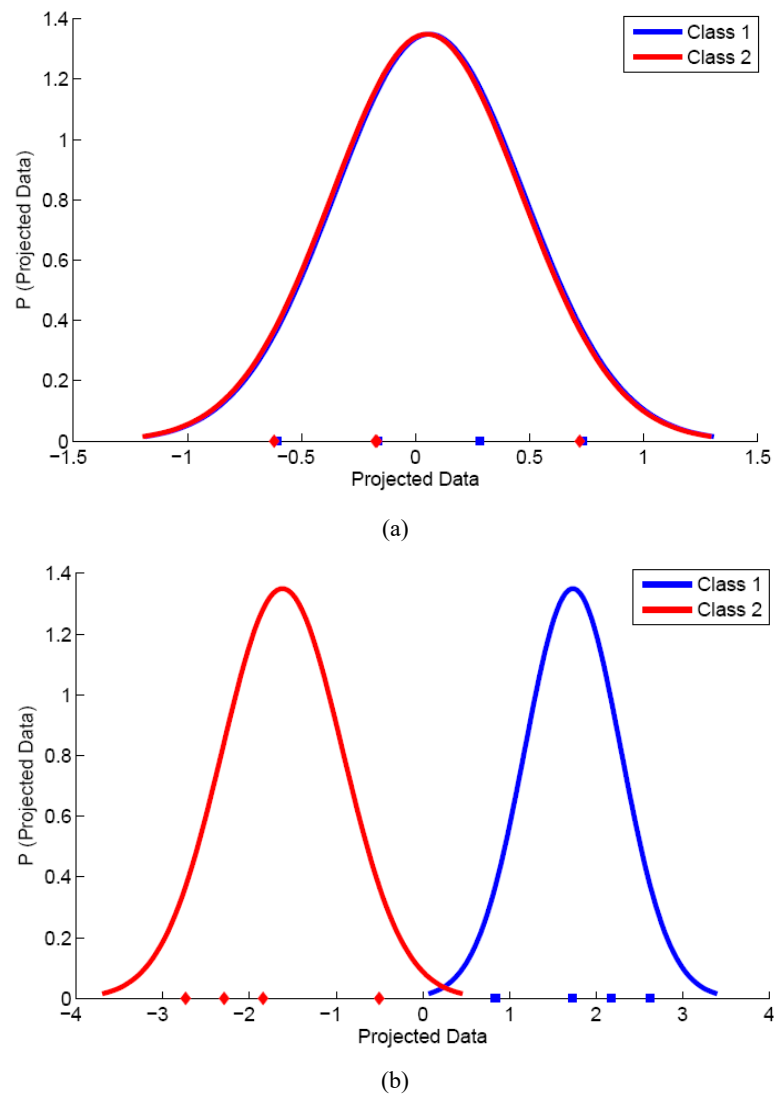 1.4
1.2
1
0.8
0.6
0.4
0.2
0
P (Projected Data)
Class 1
Class 2
−1.5 −1 −0.5 0 0.5 1 1.5
Projected Data
(a)
1.4
1.2
1
0.8
0.6
0.4
0.2
0
P (Projected Data)
Class 1
Class 2
−4 −3 −2 −1 0 1 2 3 4
Projected Data
(b)